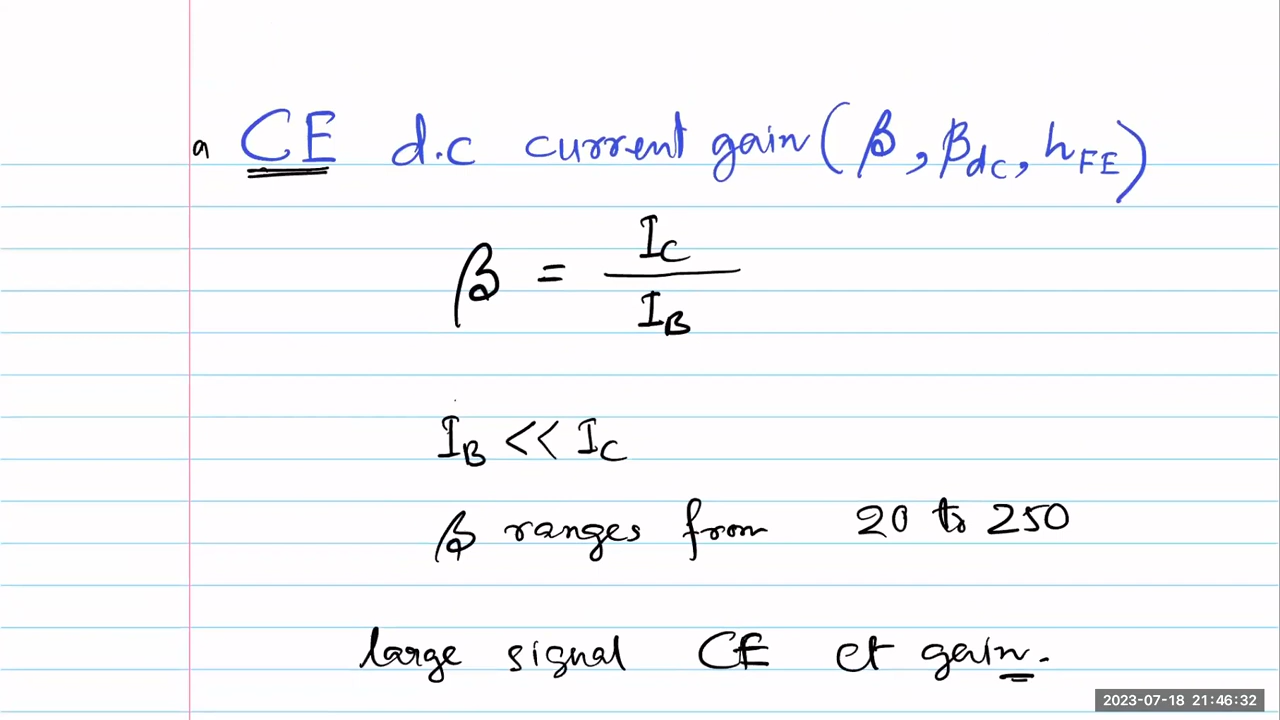 a CE d.c current gain (β, βdc, hFE)
β = IC / IB
IB << IC
β ranges from 20 to 250
large signal CE ct gain.
2023-07-18 21:46:32